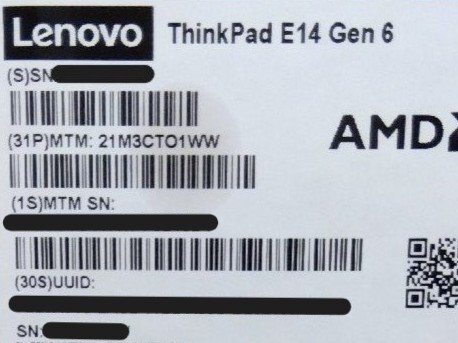 Lenovo ThinkPad E14 Gen 6
(S)SN
(31P)MTM: 21M3CTO1WW
AMD
(1S)MTM SN:
(30S)UUID:
SN: